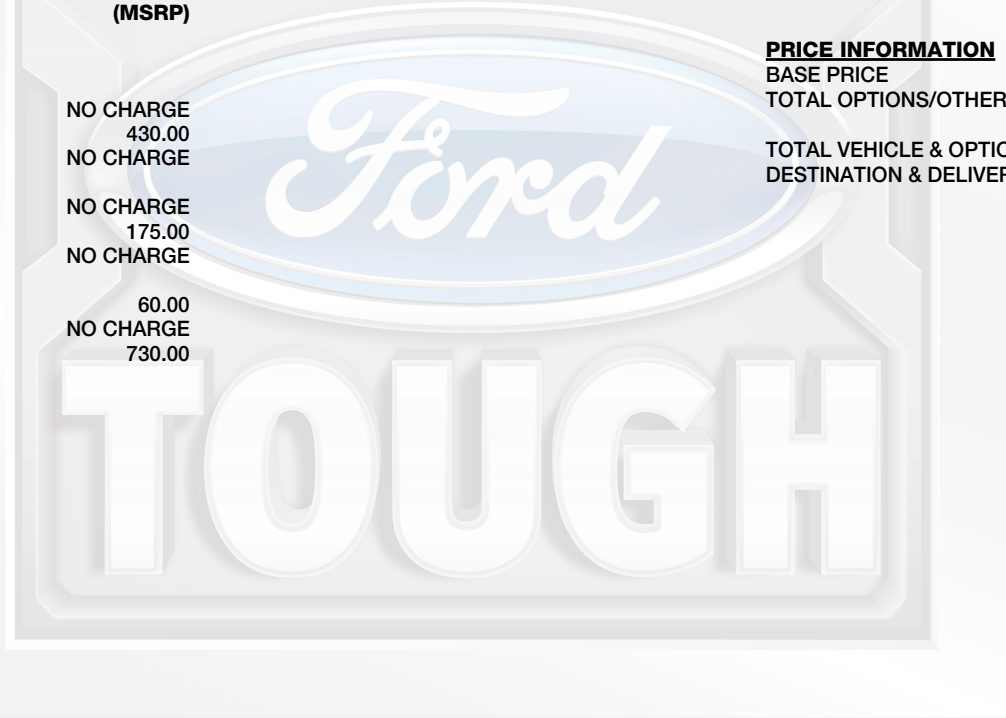 (MSRP)
NO CHARGE
430.00
NO CHARGE
NO CHARGE
175.00
NO CHARGE
60.00
NO CHARGE
730.00
PRICE INFORMATION
BASE PRICE
TOTAL OPTIONS/OTHER
TOTAL VEHICLE & OPTIO
DESTINATION & DELIVER
Ford
TOUGH